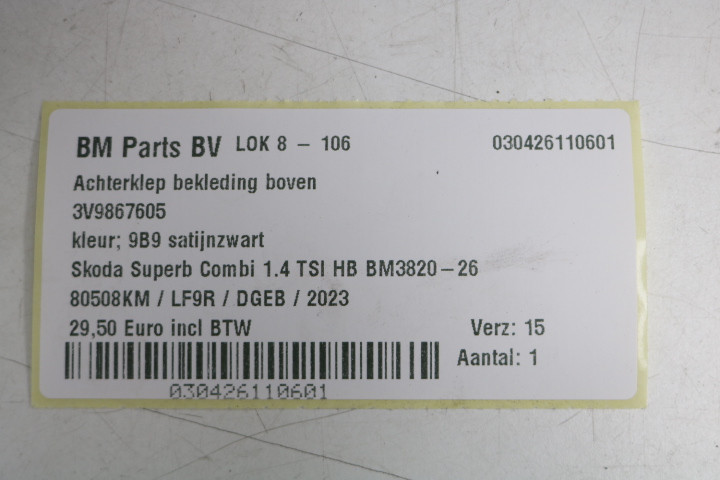 BM Parts BV LOK 8 - 106 030426110601
Achterklep bekleding boven
3V9867605
kleur; 9B9 satijnzwart
Skoda Superb Combi 1.4 TSI HB BM3820-26
80508KM / LF9R / DGEB / 2023
29,50 Euro incl BTW Verz: 15
Aantal: 1
030426110601